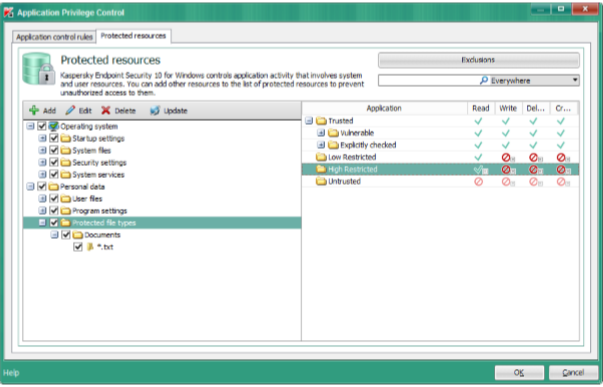 Application Privilege Control
Application control rules
Protected resources
Protected resources
Kaspersky Endpoint Security 10 for Windows controls application activity that involves system
and user resources. You can add other resources to the list of protected resources to prevent
unauthorized access to them.
Exclusions
Everywhere
Add Edit Delete Update
Operating system
Startup settings
System files
Security settings
System services
Personal data
User files
Program settings
Protected file types
Documents
*.txt
Application Read Write Del... Cr...
Trusted
Vulnerable
Explicitly checked
Low Restricted
High Restricted
Untrusted
Help
OK
Cancel